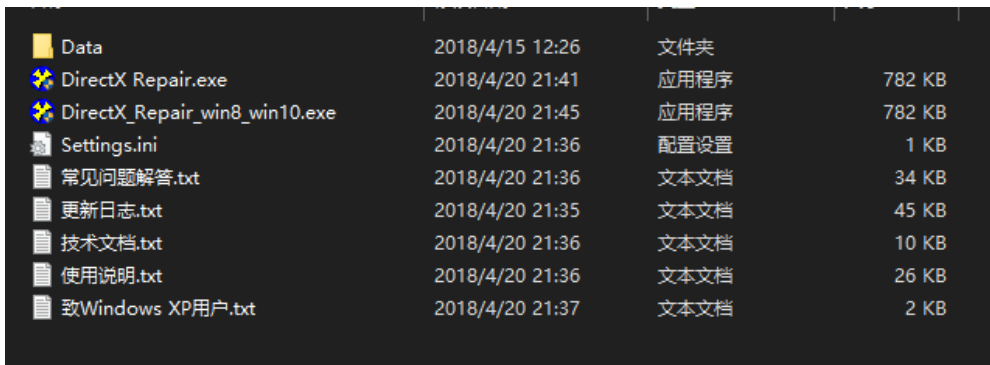 Data 2018/4/15 12:26 文件夹
DirectX Repair.exe 2018/4/20 21:41 应用程序 782 KB
DirectX_Repair_win8_win10.exe 2018/4/20 21:45 应用程序 782 KB
Settings.ini 2018/4/20 21:36 配置设置 1 KB
常见问题解答.txt 2018/4/20 21:36 文本文档 34 KB
更新日志.txt 2018/4/20 21:35 文本文档 45 KB
技术文档.txt 2018/4/20 21:36 文本文档 10 KB
使用说明.txt 2018/4/20 21:36 文本文档 26 KB
致Windows XP用户.txt 2018/4/20 21:37 文本文档 2 KB